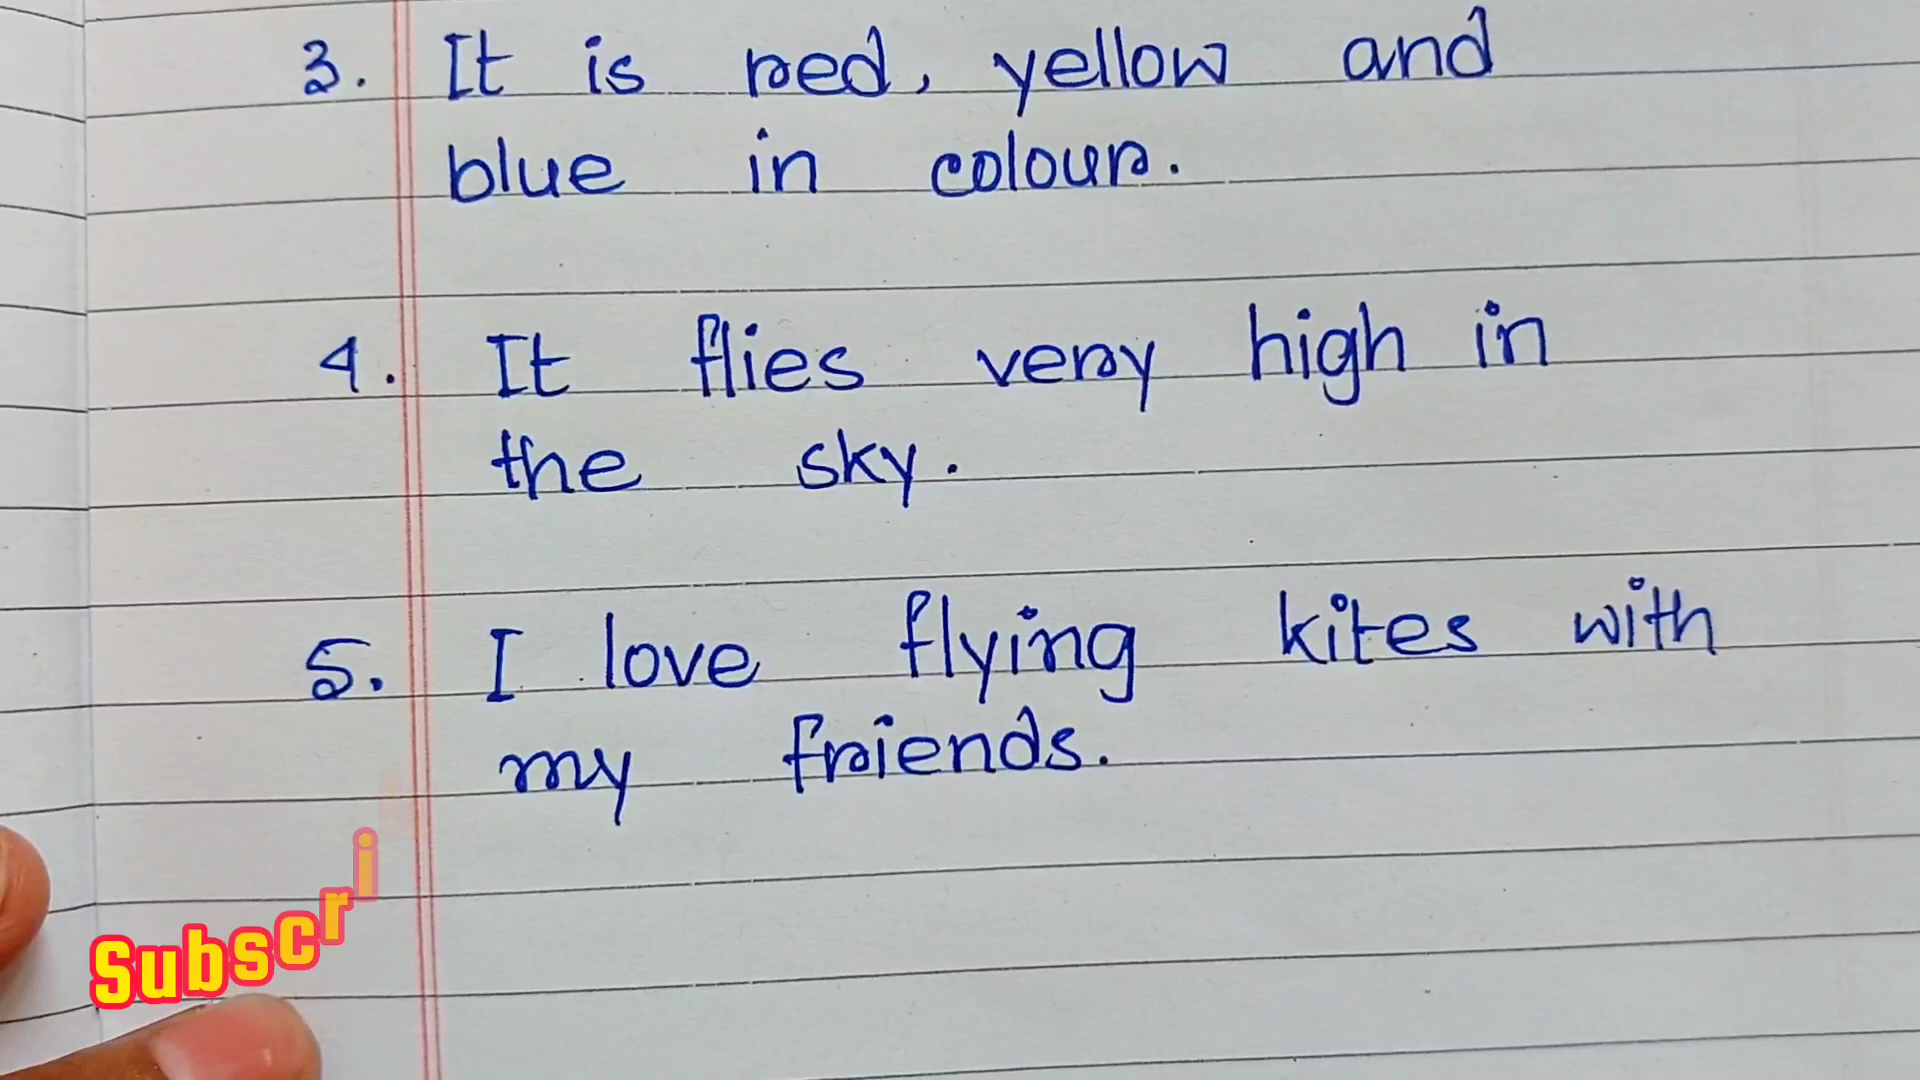 3. It is red, yellow and
blue in colour.
4. It flies very high in
the sky.
5. I love flying kites with
my friends.
Subscri